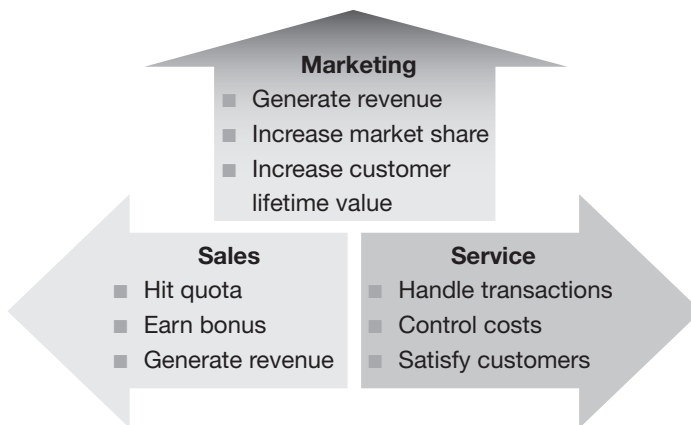 Marketing
■ Generate revenue
■ Increase market share
■ Increase customer
lifetime value
Sales
■ Hit quota
■ Earn bonus
■ Generate revenue
Service
■ Handle transactions
■ Control costs
■ Satisfy customers